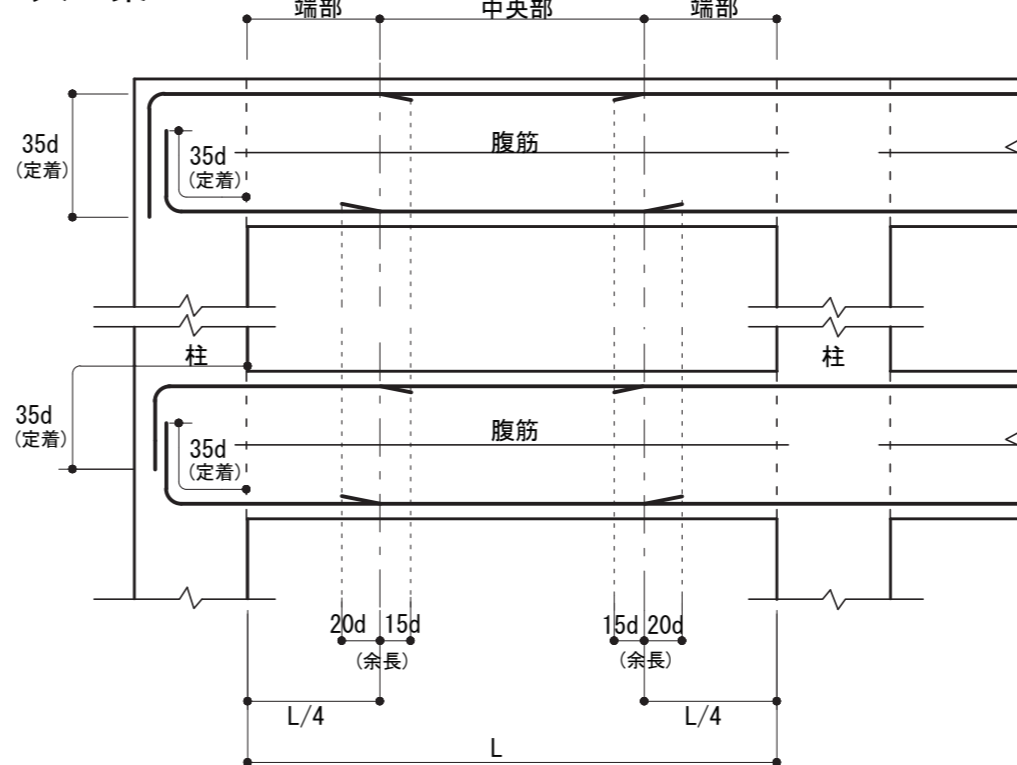 端部 中央部 端部
35d
(定着)
35d
(定着)
腹筋
柱 柱
35d
(定着)
35d
(定着)
腹筋
20d 15d 15d 20d
(余長) (余長)
L/4 L/4
L